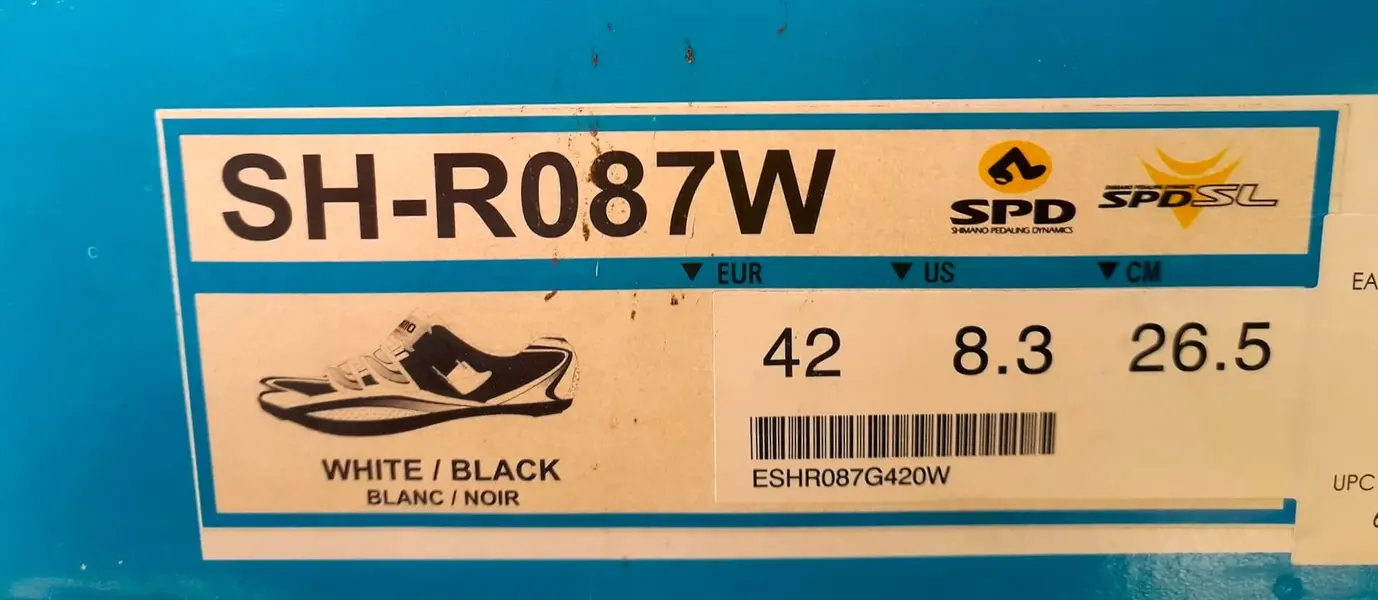 SH-R087W
SPD
SHIMANO PEDALING DYNAMICS
SPD SL
▼ EUR ▼ US ▼ CM
42 8.3 26.5
WHITE / BLACK
BLANC / NOIR
ESHR087G420W
EA
UPC